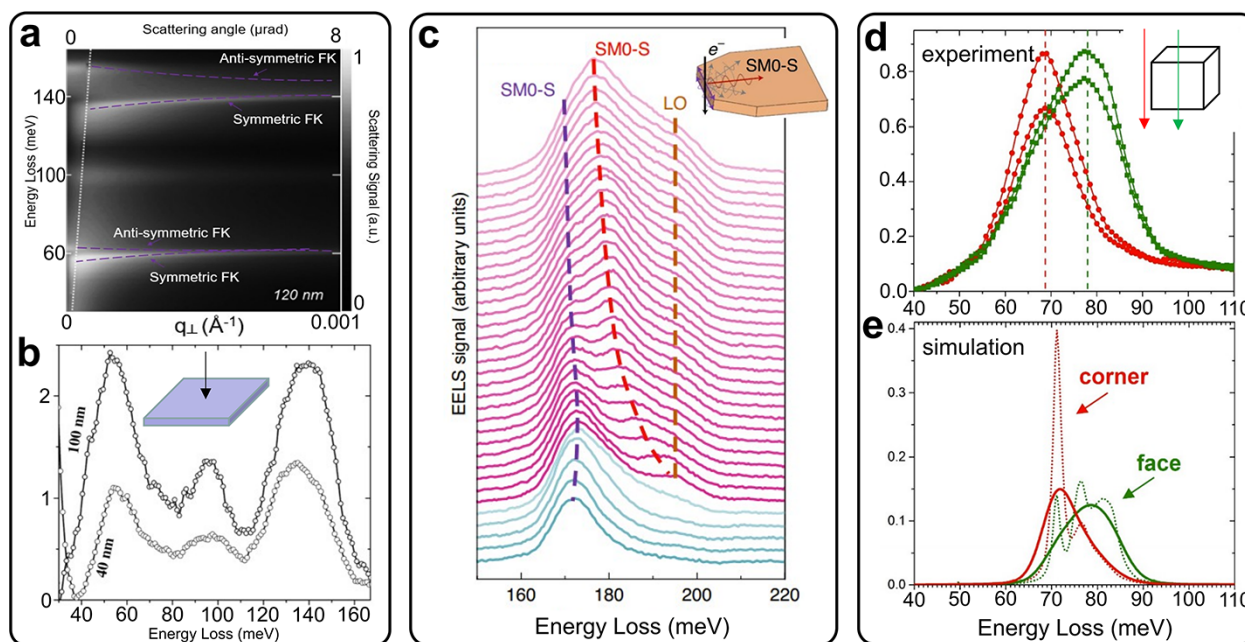 a
Scattering angle (µrad)
0
8
Anti-symmetric FK
Symmetric FK
Anti-symmetric FK
Symmetric FK
120 nm
140
100
60
Energy Loss (meV)
1
0
Scattering Signal (a.u.)
0
q⊥ (Å⁻¹)
0.001
b
2
1
0
100 nm
40 nm
40 60 80 100 120 140 160
Energy Loss (meV)
c
SM0-S
SM0-S
LO
e⁻
SM0-S
EELS signal (arbitrary units)
160 180 200 220
Energy Loss (meV)
d
experiment
0.9
0.6
0.3
0.0
40 50 60 70 80 90 100 110
e
simulation
corner
face
0.4
0.3
0.2
0.1
0.0
40 50 60 70 80 90 100 110
Energy Loss (meV)